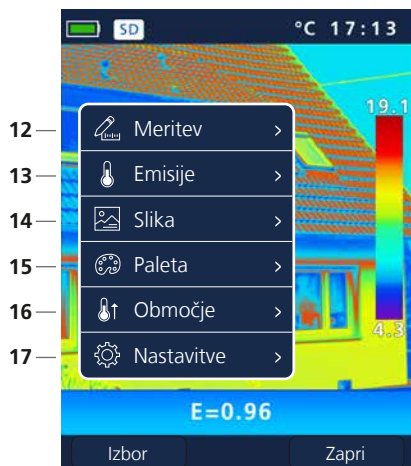 SD °C 17:13
19.1
12 Meritev
13 Emisije
14 Slika
15 Paleta
16 Območje
17 Nastavitve
4.3
E=0.96
Izbor Zapri